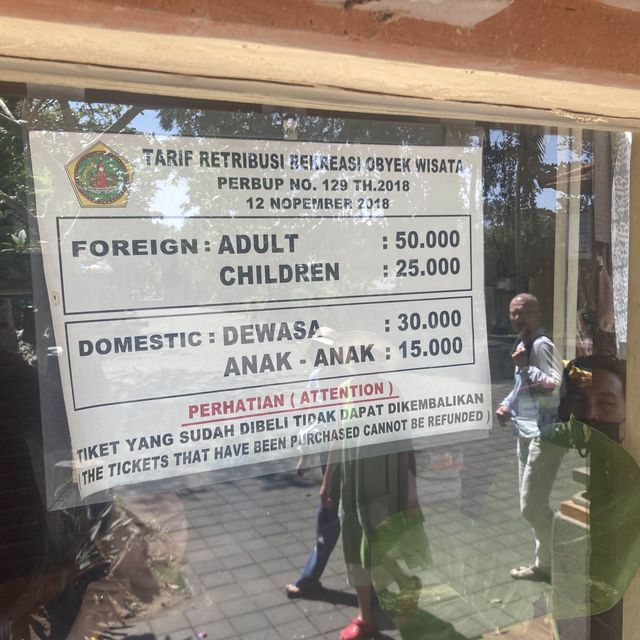 TARIF RETRIBUSI REKREASI OBYEK WISATA
PERBUP NO. 129 TH.2018
12 NOPEMBER 2018
FOREIGN : ADULT : 50.000
CHILDREN : 25.000
DOMESTIC : DEWASA : 30.000
ANAK - ANAK : 15.000
PERHATIAN ( ATTENTION )
TIKET YANG SUDAH DIBELI TIDAK DAPAT DIKEMBALIKAN
( THE TICKETS THAT HAVE BEEN PURCHASED CANNOT BE REFUNDED )